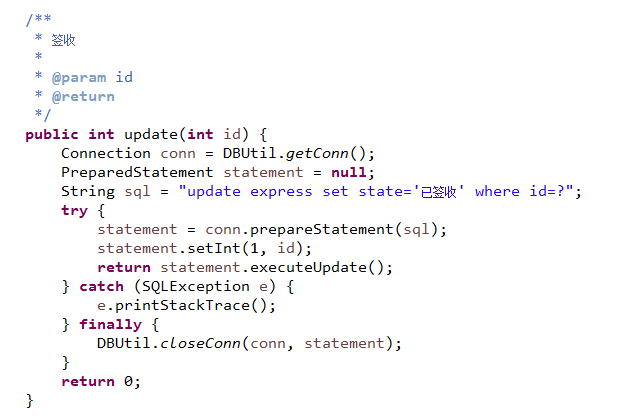 /**
 * 签收
 *
 * @param id
 * @return
 */
public int update(int id) {
    Connection conn = DBUtil.getConn();
    PreparedStatement statement = null;
    String sql = "update express set state='已签收' where id=?";
    try {
        statement = conn.prepareStatement(sql);
        statement.setInt(1, id);
        return statement.executeUpdate();
    } catch (SQLException e) {
        e.printStackTrace();
    } finally {
        DBUtil.closeConn(conn, statement);
    }
    return 0;
}